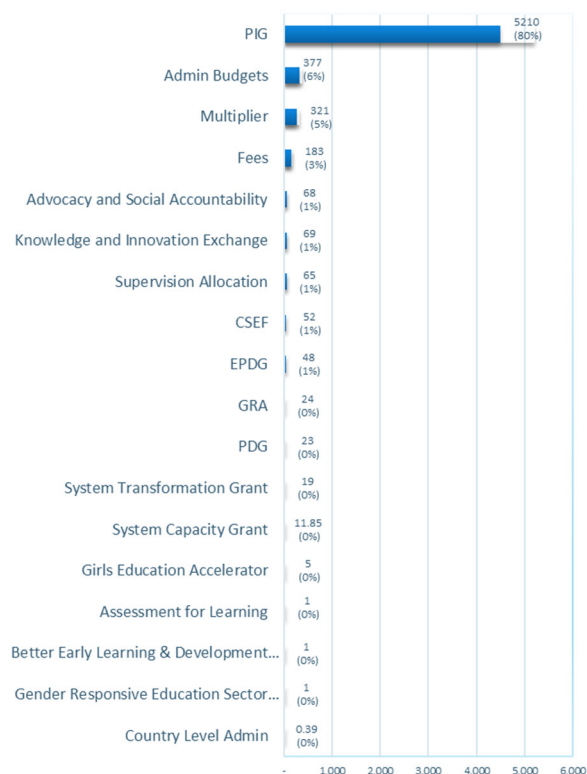 PIG
5210
(80%)
Admin Budgets
377
(6%)
Multiplier
321
(5%)
Fees
183
(3%)
Advocacy and Social Accountability
68
(1%)
Knowledge and Innovation Exchange
69
(1%)
Supervision Allocation
65
(1%)
CSEF
52
(1%)
EPDG
48
(1%)
GRA
24
(0%)
PDG
23
(0%)
System Transformation Grant
19
(0%)
System Capacity Grant
11.85
(0%)
Girls Education Accelerator
5
(0%)
Assessment for Learning
1
(0%)
Better Early Learning & Development...
1
(0%)
Gender Responsive Education Sector...
1
(0%)
Country Level Admin
0.39
(0%)
- 1.000 2.000 3.000 4.000 5.000 6.000